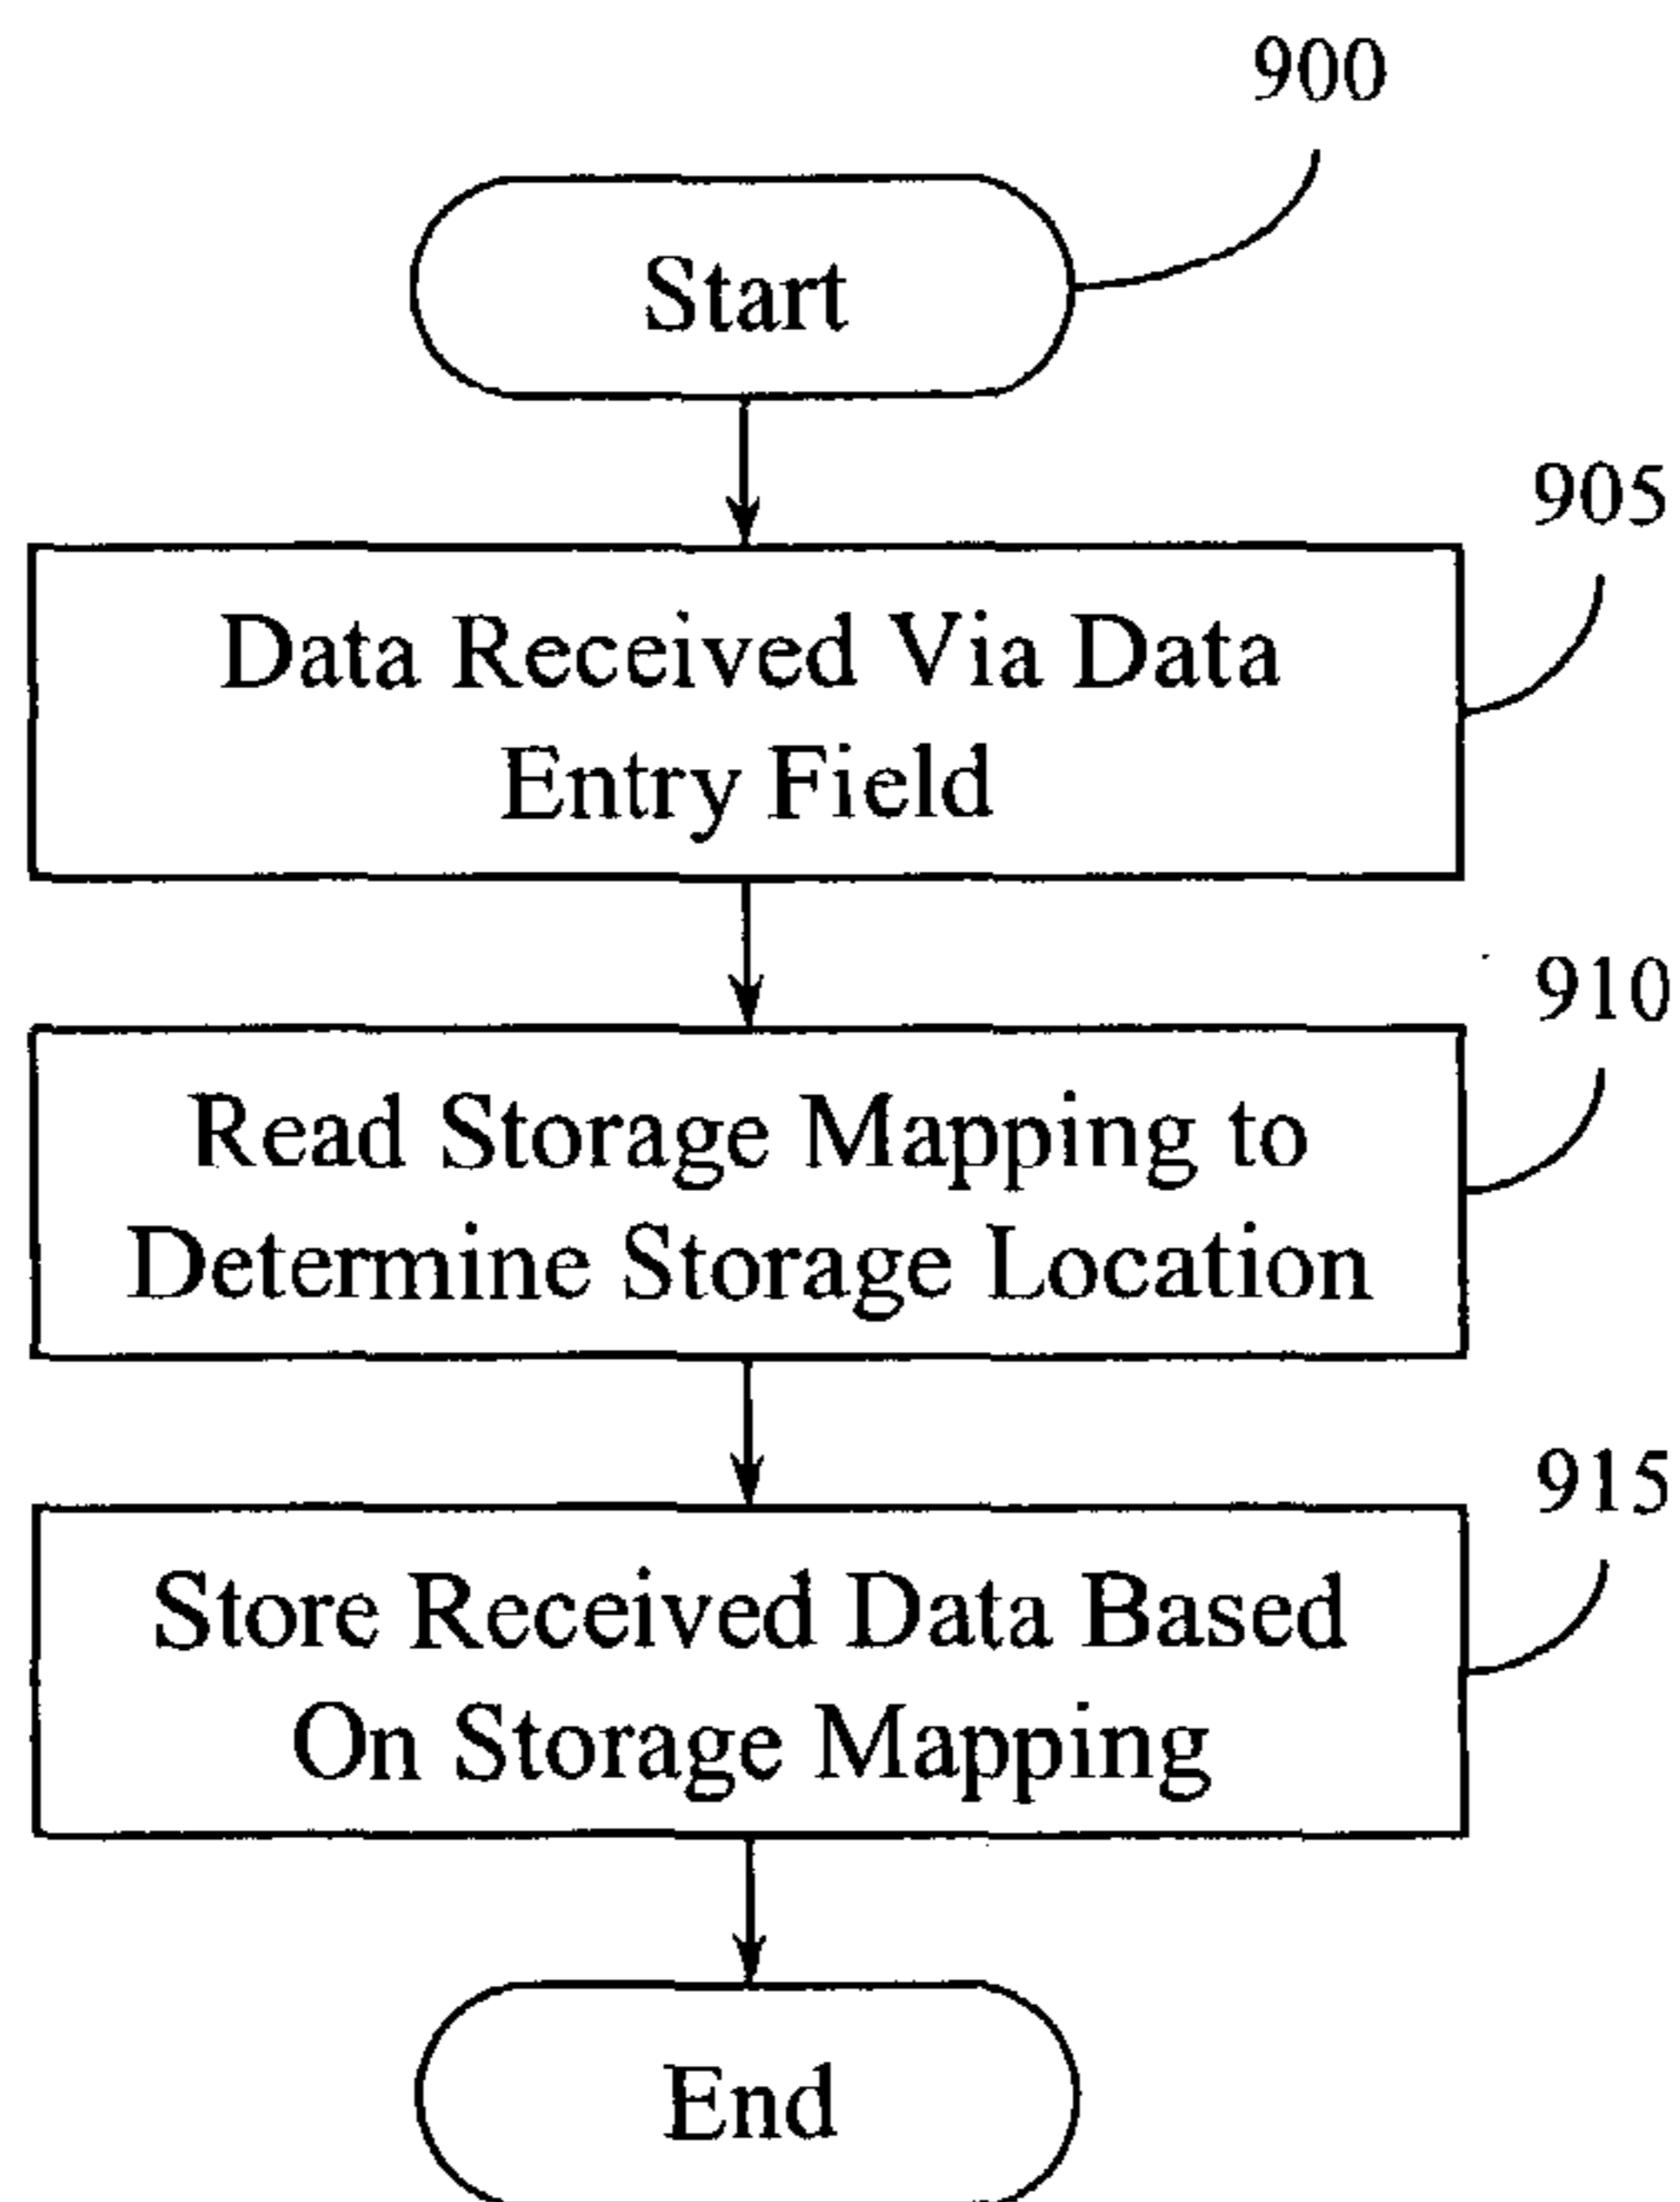 900
Start
905
Data Received Via Data
Entry Field
910
Read Storage Mapping to
Determine Storage Location
915
Store Received Data Based
On Storage Mapping
End